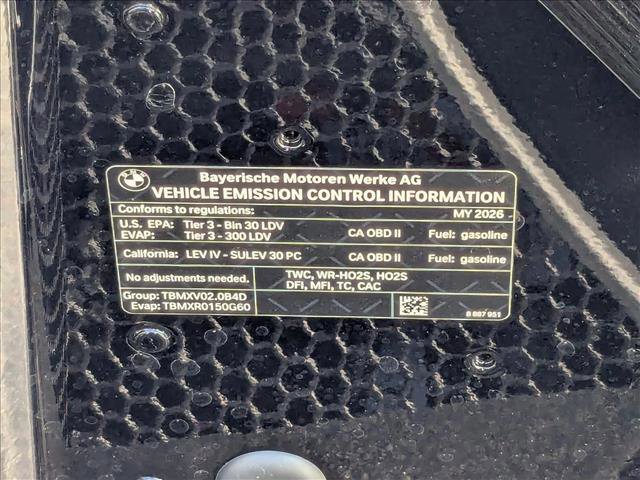 BMW
Bayerische Motoren Werke AG
VEHICLE EMISSION CONTROL INFORMATION
Conforms to regulations: MY 2026
U.S. EPA: Tier 3 - Bin 30 LDV
EVAP: Tier 3 - 300 LDV CA OBD II Fuel: gasoline
California: LEV IV - SULEV 30 PC CA OBD II Fuel: gasoline
No adjustments needed. TWC, WR-HO2S, HO2S
DFI, MFI, TC, CAC
Group: TBMXV02.0B4D
Evap: TBMXR0150G60 8 887 951